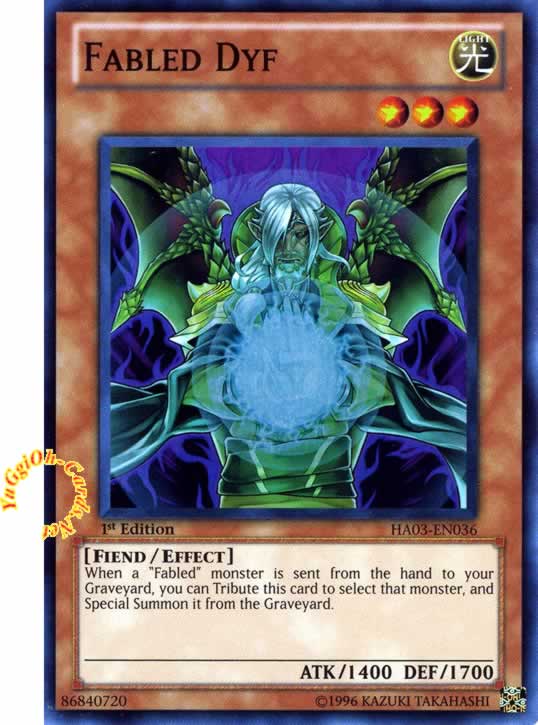 Fabled Dyf
LIGHT
光
YuGgiOh-Cards.Net
1st Edition
HA03-EN036
[Fiend / Effect]
When a "Fabled" monster is sent from the hand to your
Graveyard, you can Tribute this card to select that monster, and
Special Summon it from the Graveyard.
ATK/1400 DEF/1700
86840720
©1996 KAZUKI TAKAHASHI